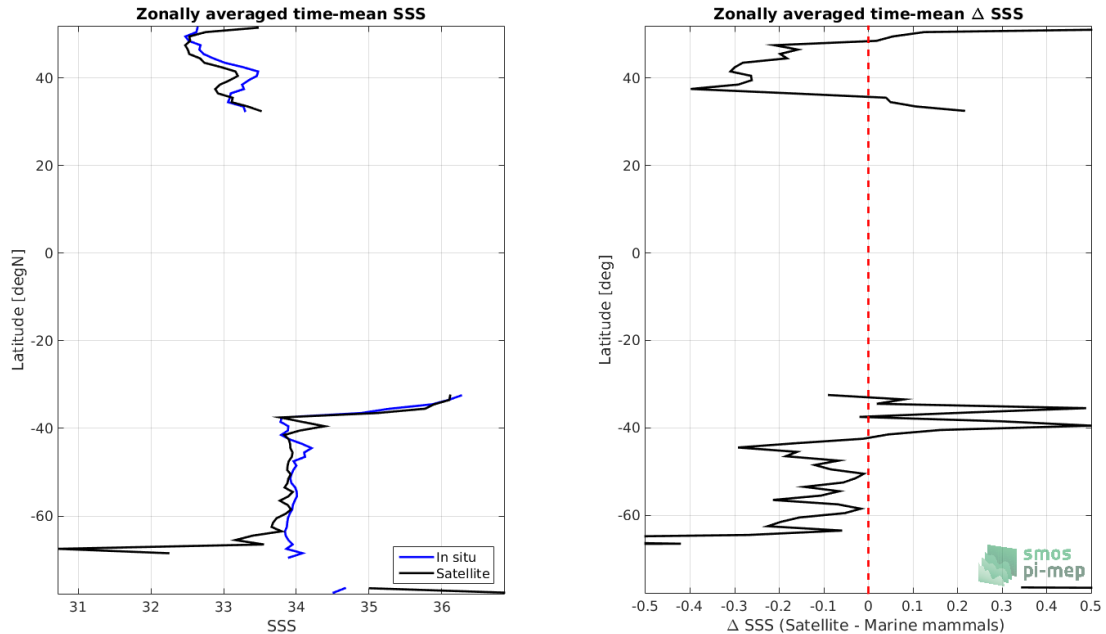 Zonally averaged time-mean SSS
40
20
0
-20
-40
-60
Latitude [degN]
31
32
33
34
35
36
SSS
In situ
Satellite
Zonally averaged time-mean Δ SSS
40
20
0
-20
-40
-60
Latitude [deg]
-0.5
-0.4
-0.3
-0.2
-0.1
0
0.1
0.2
0.3
0.4
0.5
Δ SSS (Satellite - Marine mammals)
smos
pi-mep